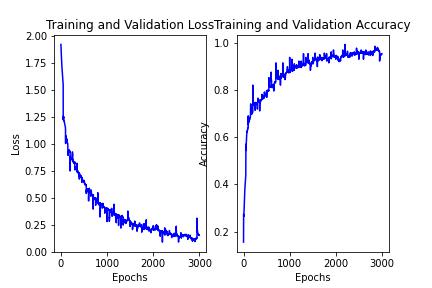 Training and Validation Loss
2.00
1.75
1.50
1.25
1.00
0.75
0.50
0.25
0.00
Loss
0 1000 2000 3000
Epochs
Training and Validation Accuracy
1.0
0.8
0.6
0.4
0.2
Accuracy
0 1000 2000 3000
Epochs